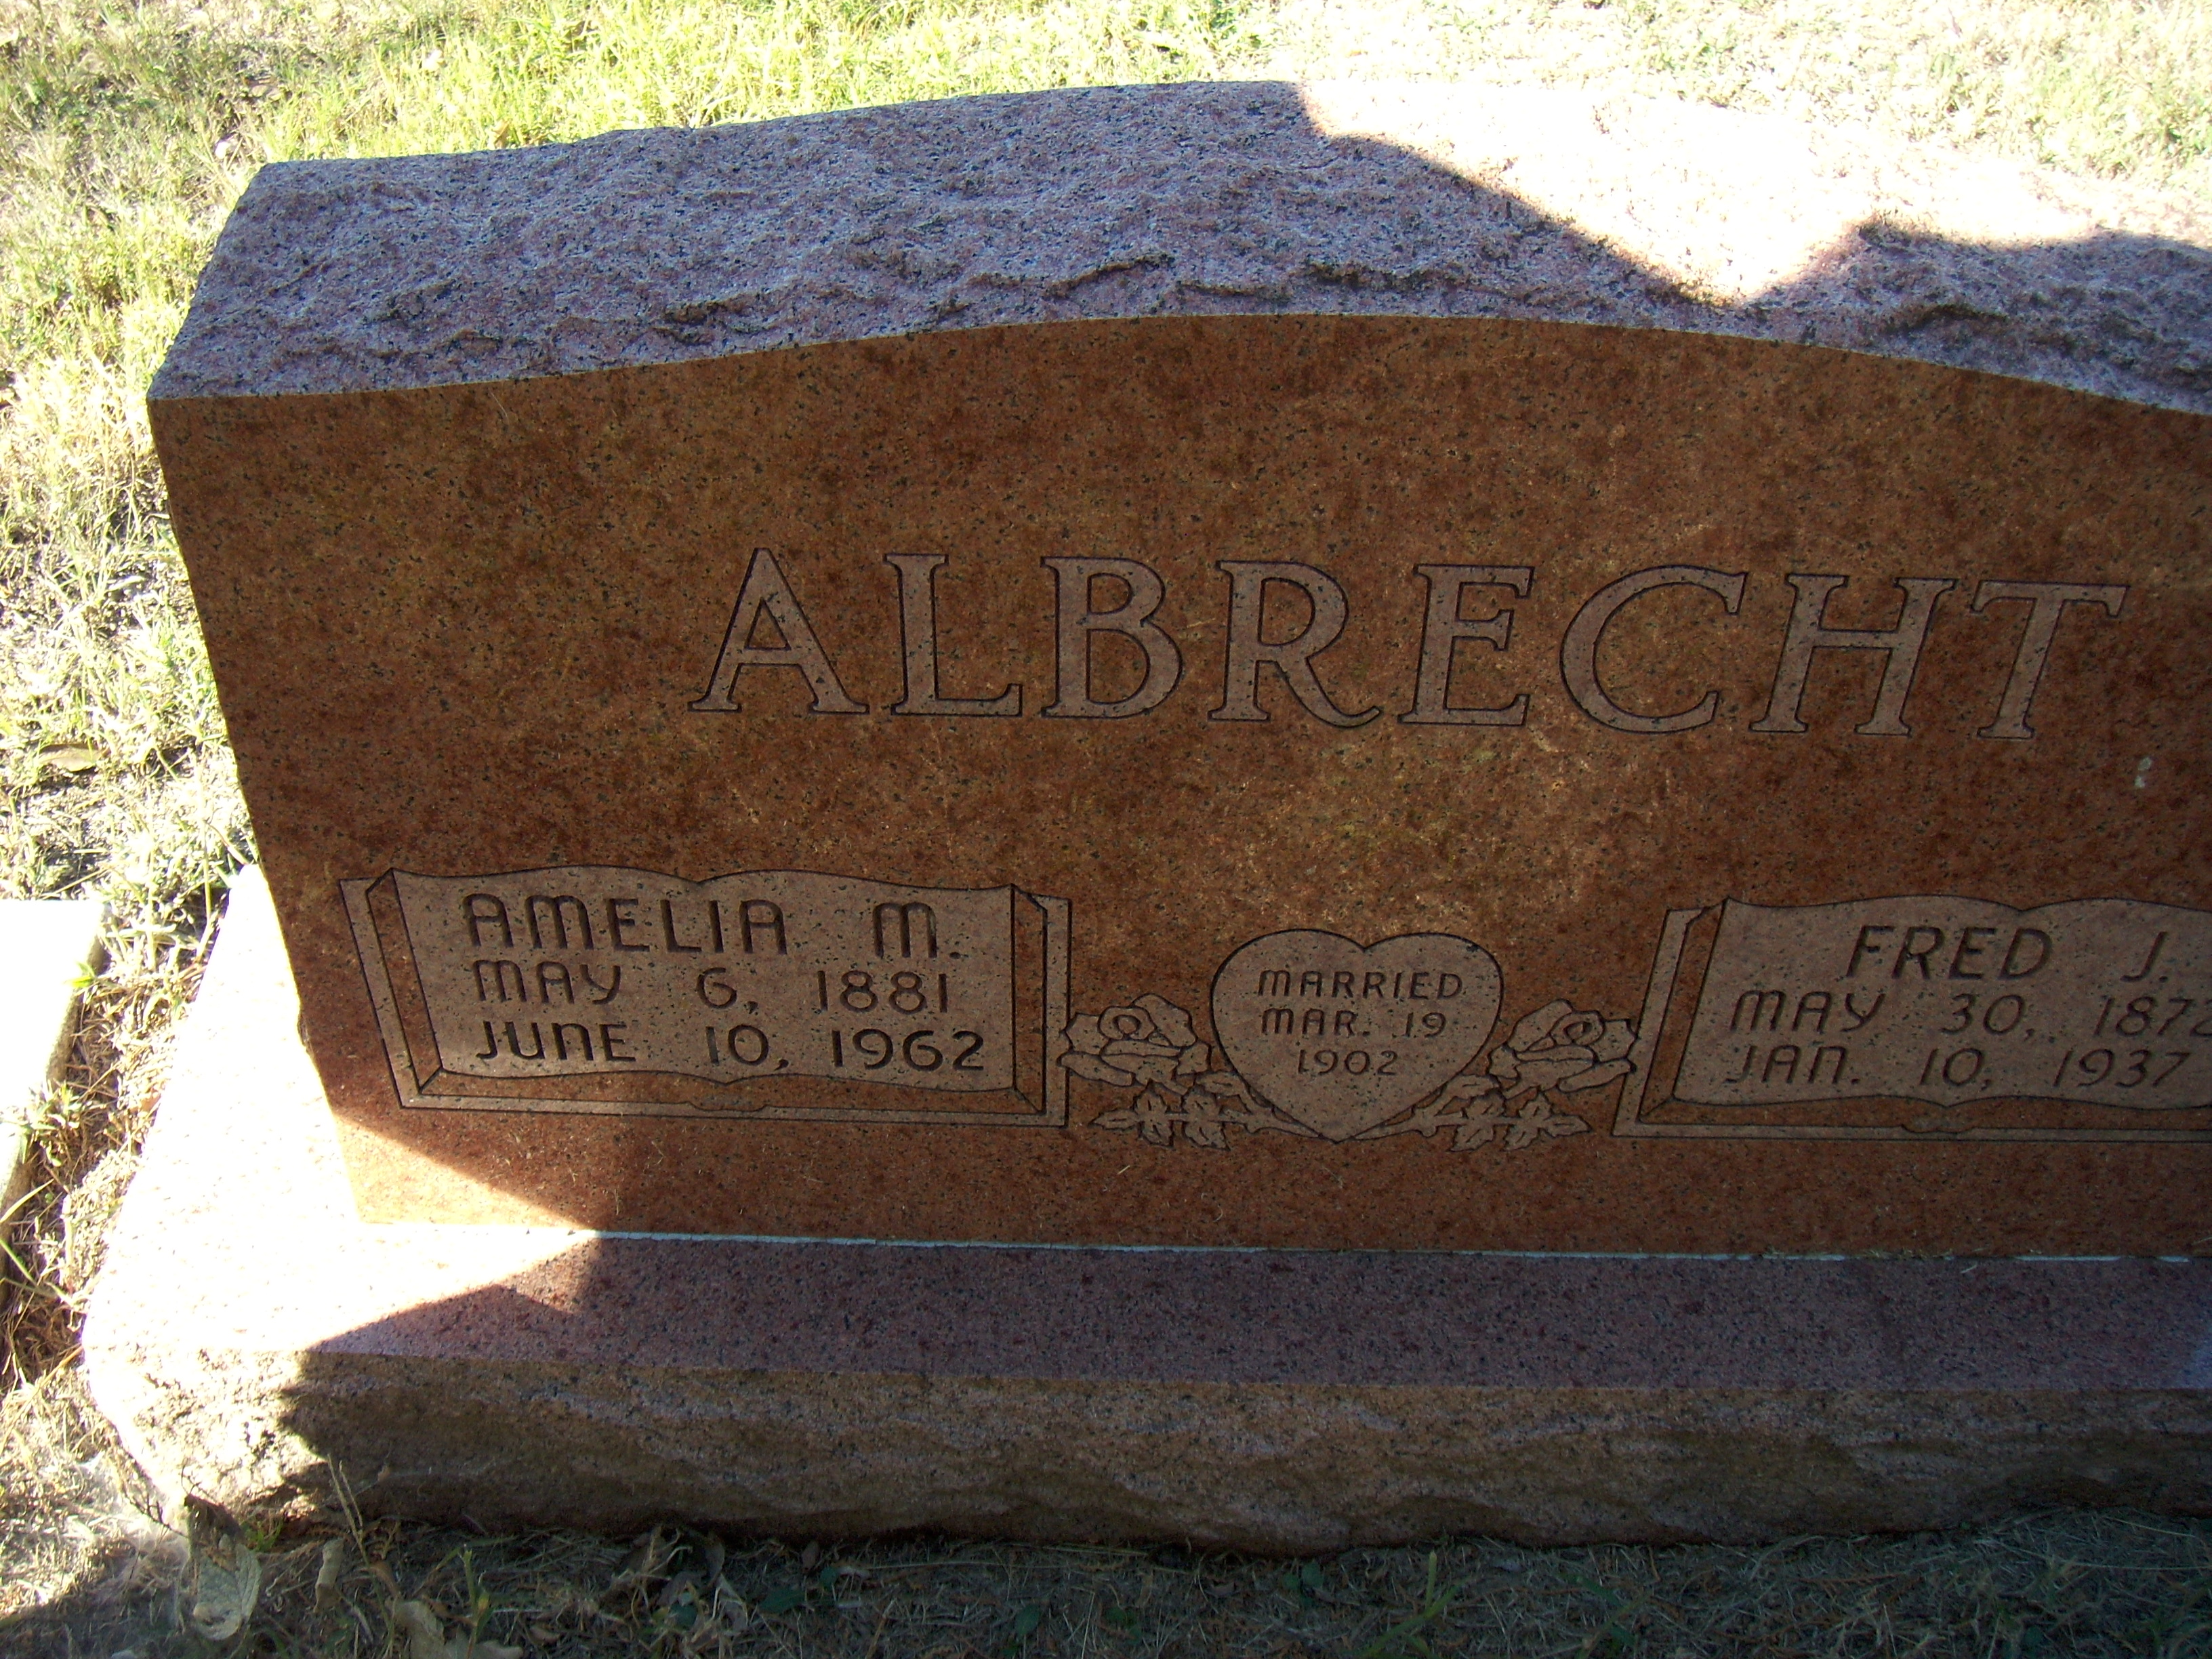 ALBRECHT
AMELIA M.
MAY 6, 1881
JUNE 10, 1962
MARRIED
MAR. 19
1902
FRED J.
MAY 30,
JAN. 10, 1937